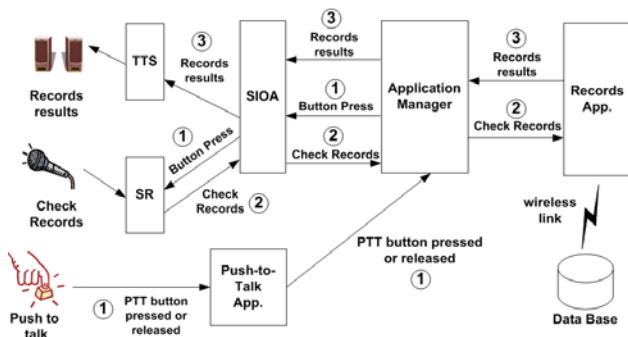 TTS
3
Records
results
Records
results
SIOA
3
Records
results
1
Button Press
2
Check Records
Application
Manager
3
Records
results
2
Check Records
Records
App.
1
Button Press
Check
Records 2
SR
Check
Records
wireless
link
PTT button pressed
or released
1
Push-to-
Talk
App.
1 PTT button
pressed or
released
Push to
talk
Data Base